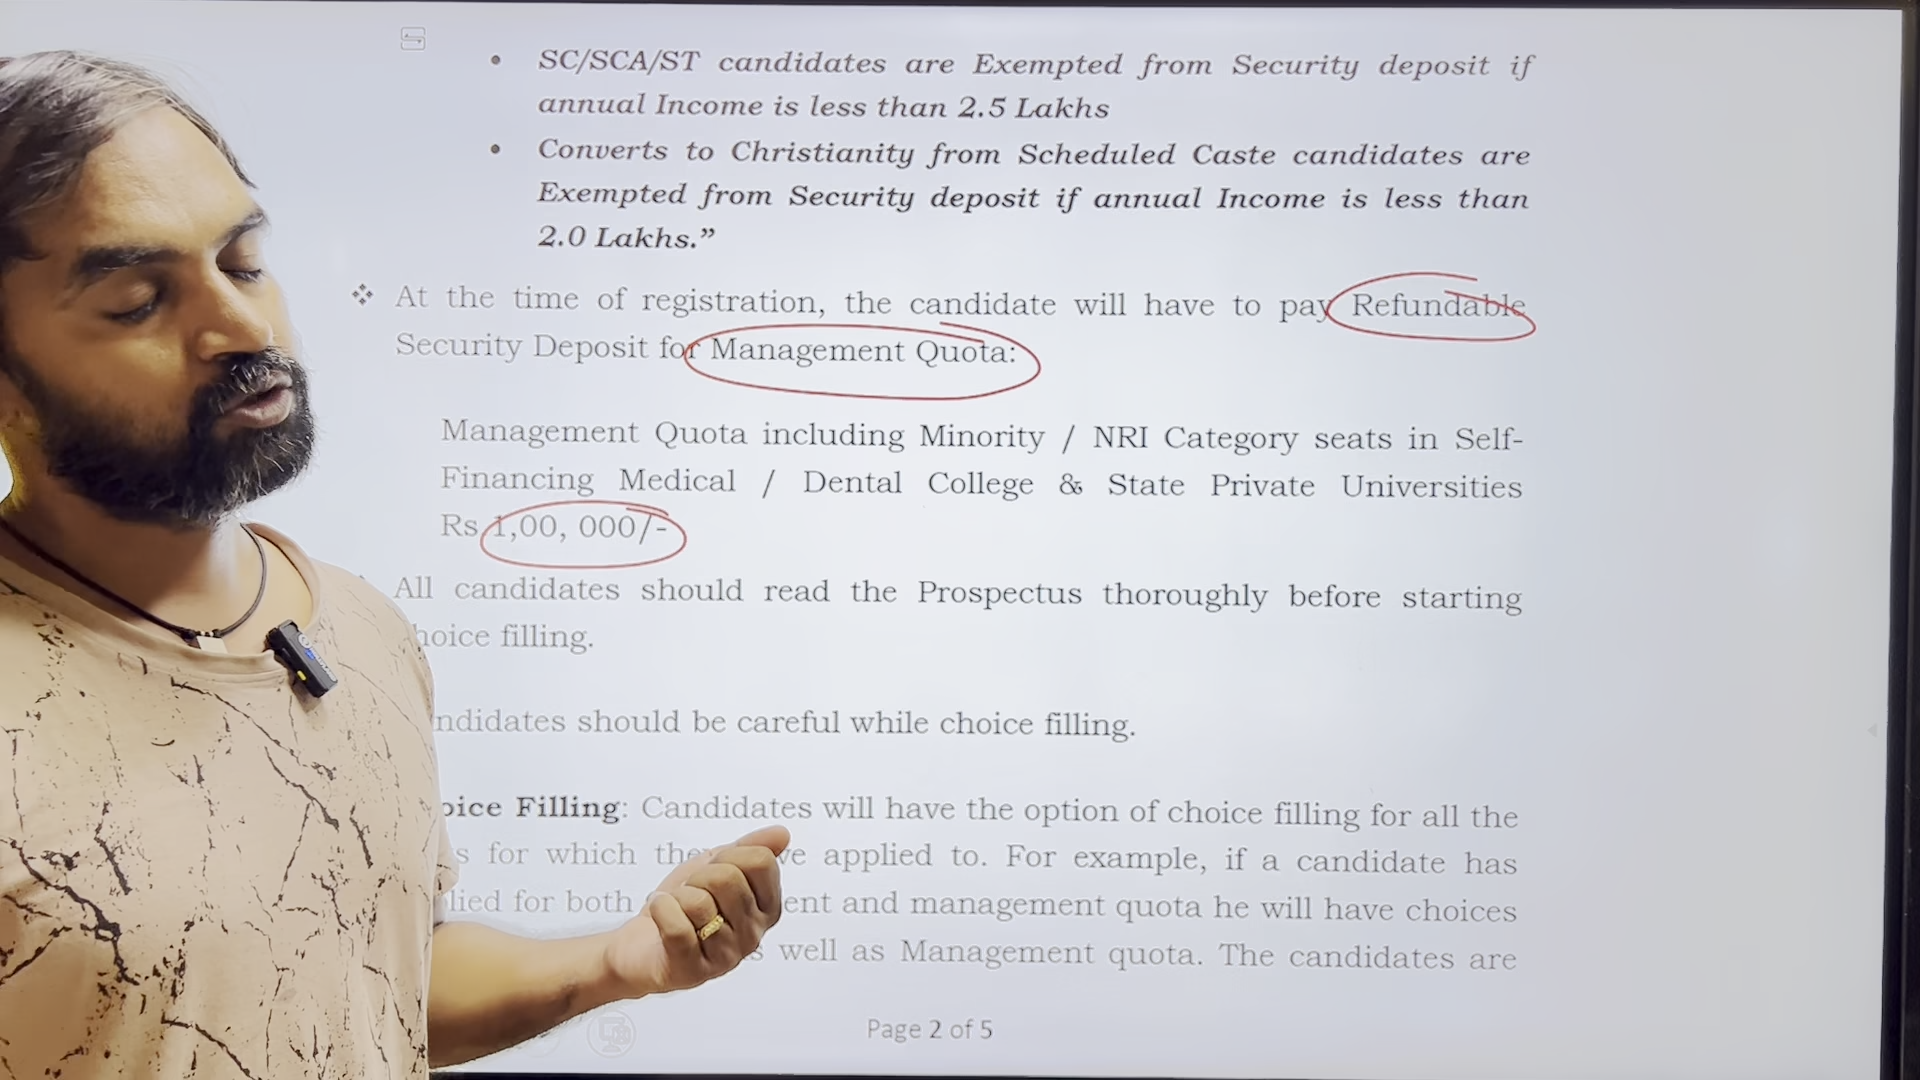 • SC/SCA/ST candidates are Exempted from Security deposit if
annual Income is less than 2.5 Lakhs
• Converts to Christianity from Scheduled Caste candidates are
Exempted from Security deposit if annual Income is less than
2.0 Lakhs.”
❖ At the time of registration, the candidate will have to pay Refundable
Security Deposit for Management Quota:
Management Quota including Minority / NRI Category seats in Self-
Financing Medical / Dental College & State Private Universities
Rs 1,00, 000/-
All candidates should read the Prospectus thoroughly before starting
hoice filling.
ndidates should be careful while choice filling.
oice Filling: Candidates will have the option of choice filling for all the
s for which they ve applied to. For example, if a candidate has
lied for both ent and management quota he will have choices
s well as Management quota. The candidates are
Page 2 of 5